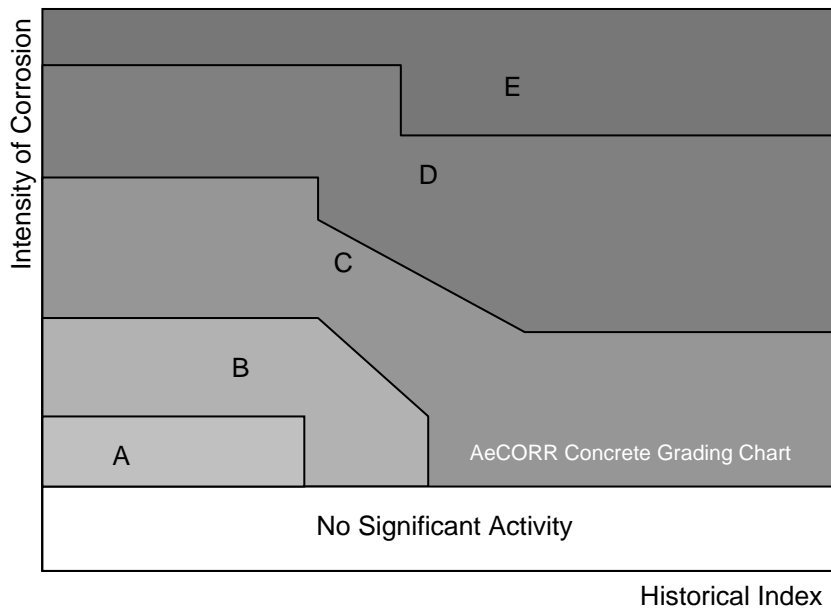 Intensity of Corrosion
E
D
C
B
A
AeCORR Concrete Grading Chart
No Significant Activity
Historical Index